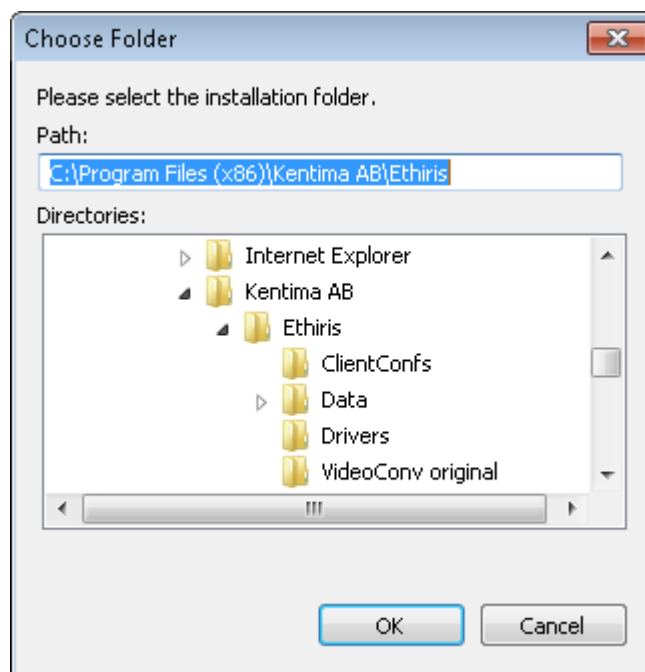 Choose Folder
Please select the installation folder.
Path:
C:\Program Files (x86)\Kentima AB\Ethiris
Directories:
Internet Explorer
Kentima AB
Ethiris
ClientConfs
Data
Drivers
VideoConv original
OK
Cancel